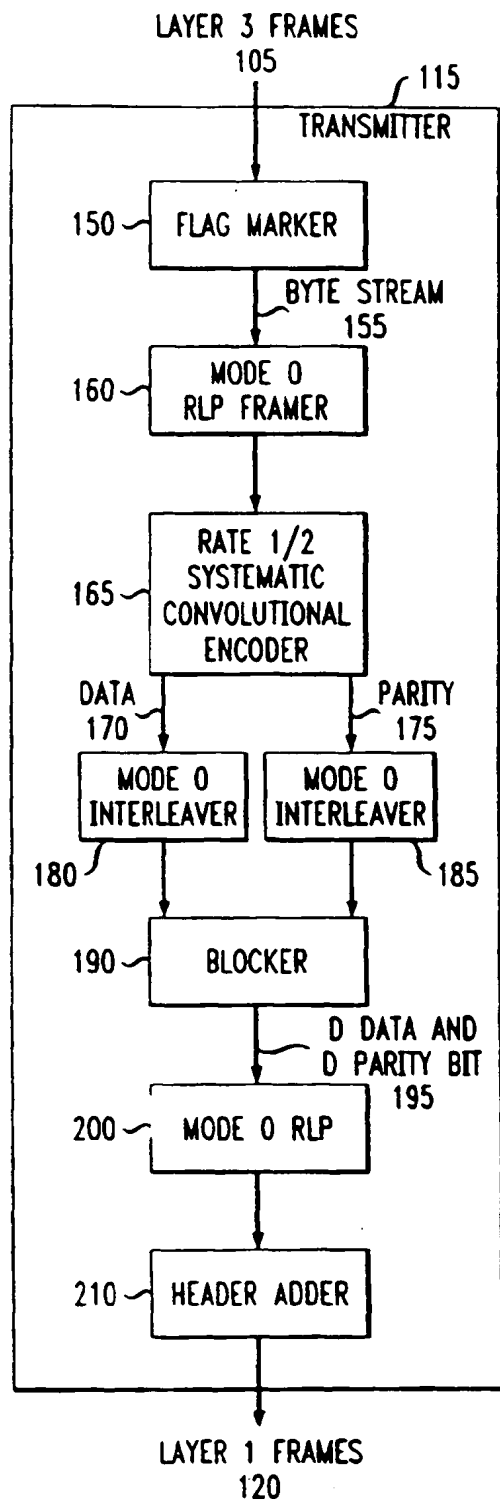 LAYER 3 FRAMES
105
115
TRANSMITTER
150
FLAG MARKER
BYTE STREAM
155
160
MODE 0
RLP FRAMER
165
RATE 1/2
SYSTEMATIC
CONVOLUTIONAL
ENCODER
DATA
170
PARITY
175
MODE 0
INTERLEAVER
MODE 0
INTERLEAVER
180
185
190
BLOCKER
D DATA AND
D PARITY BIT
195
200
MODE 0 RLP
210
HEADER ADDER
LAYER 1 FRAMES
120